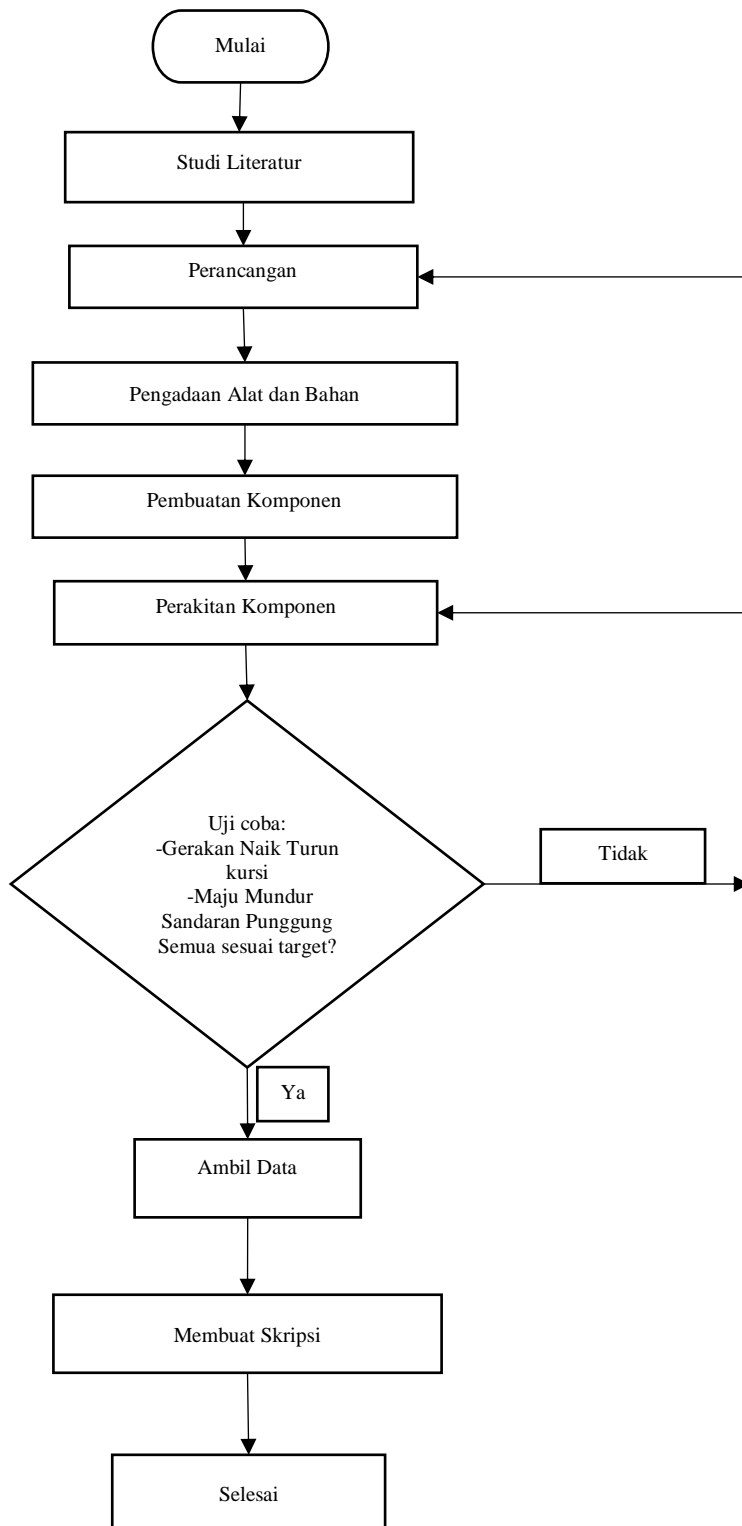 Mulai
Studi Literatur
Perancangan
Pengadaan Alat dan Bahan
Pembuatan Komponen
Perakitan Komponen
Uji coba:
-Gerakan Naik Turun
kursi
-Maju Mundur
Sandaran Punggung
Semua sesuai target?
Tidak
Ya
Ambil Data
Membuat Skripsi
Selesai